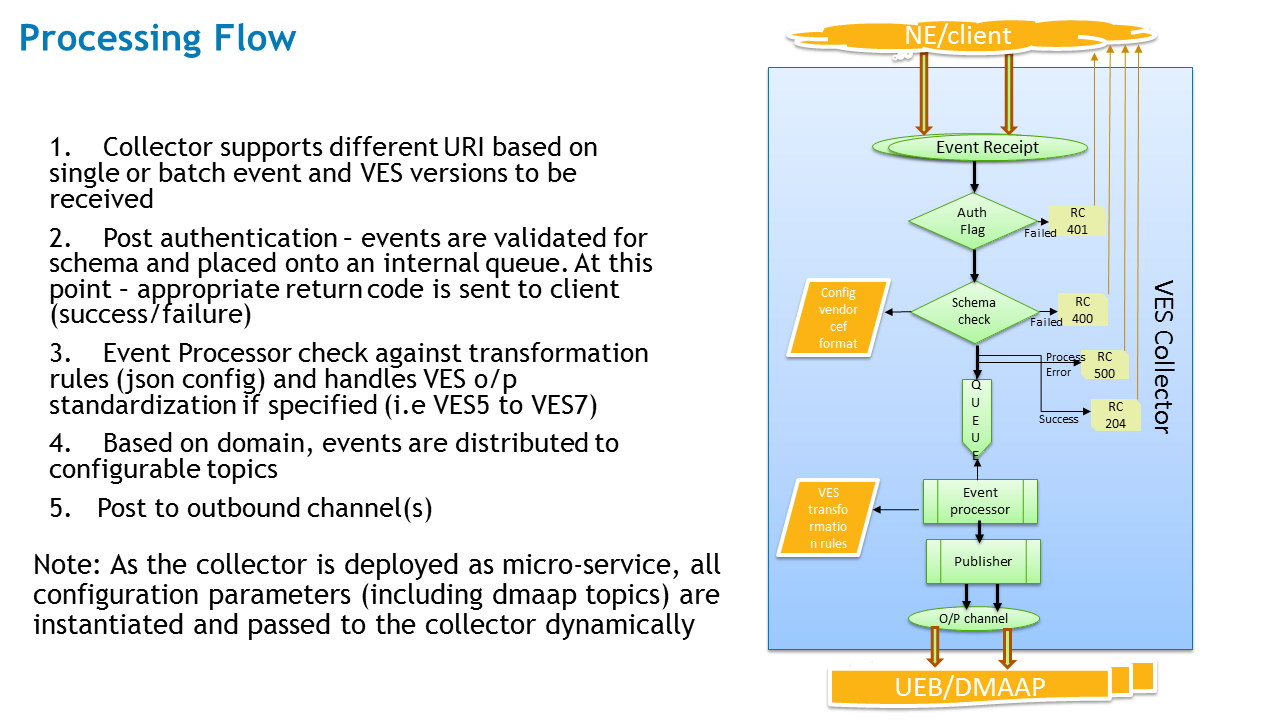 Processing Flow
1. Collector supports different URI based on
single or batch event and VES versions to be
received
2. Post authentication – events are validated for
schema and placed onto an internal queue. At this
point – appropriate return code is sent to client
(success/failure)
3. Event Processor check against transformation
rules (json config) and handles VES o/p
standardization if specified (i.e VES5 to VES7)
4. Based on domain, events are distributed to
configurable topics
5. Post to outbound channel(s)
Note: As the collector is deployed as micro-service, all
configuration parameters (including dmaap topics) are
instantiated and passed to the collector dynamically
NE/client
Event Receipt
Auth
Flag
Failed
RC
401
Config
vendor
cef
format
Schema
check
Failed
RC
400
Process
Error
RC
500
Success
RC
204
Q
U
E
U
E
VES Collector
VES
transfo
rmatio
n rules
Event
processor
Publisher
O/P channel
UEB/DMAAP